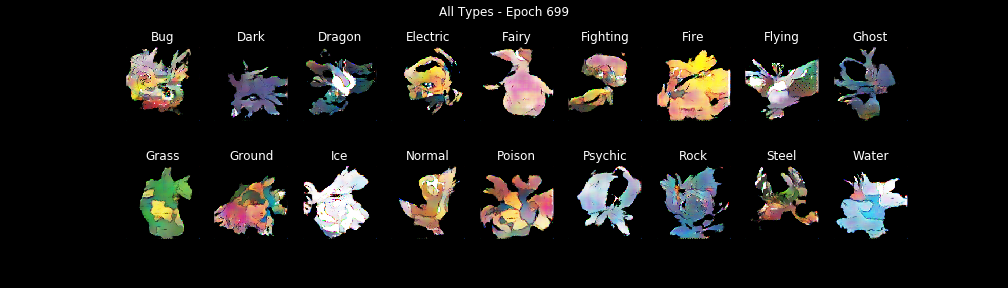 All Types - Epoch 699
Bug Dark Dragon Electric Fairy Fighting Fire Flying Ghost
Grass Ground Ice Normal Poison Psychic Rock Steel Water